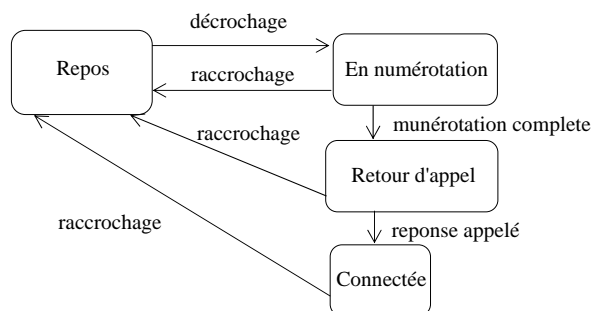 décrochage
Repos
En numérotation
raccrochage
munérotation complete
raccrochage
Retour d'appel
raccrochage
reponse appelé
Connectée